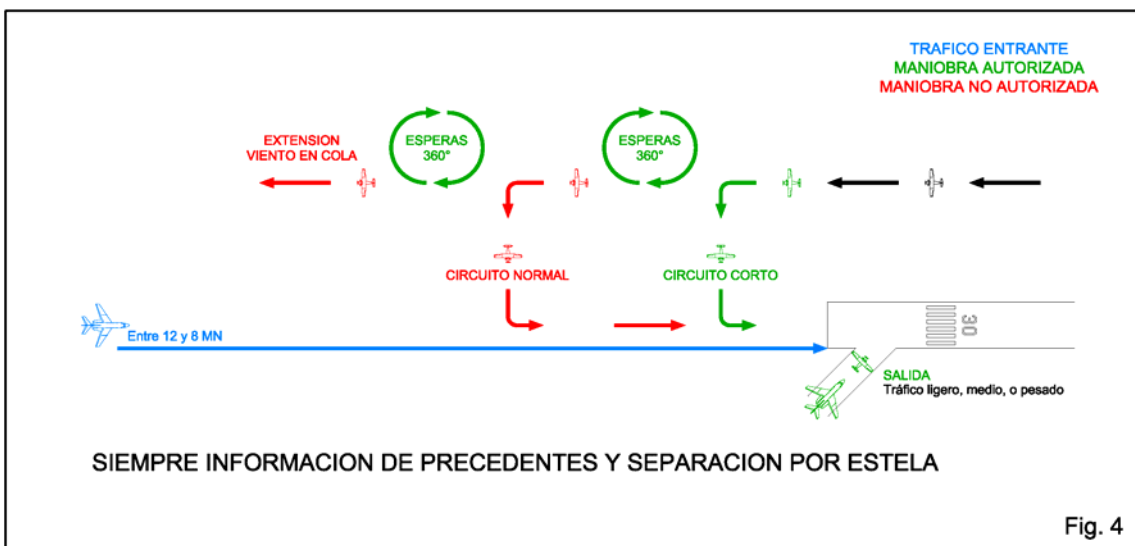 TRAFICO ENTRANTE
MANIOBRA AUTORIZADA
MANIOBRA NO AUTORIZADA
EXTENSION
VIENTO EN COLA
ESPERAS
360°
ESPERAS
360°
CIRCUITO NORMAL
CIRCUITO CORTO
Entre 12 y 8 MN
30
SALIDA
Tráfico ligero, medio, o pesado
SIEMPRE INFORMACION DE PRECEDENTES Y SEPARACION POR ESTELA
Fig. 4